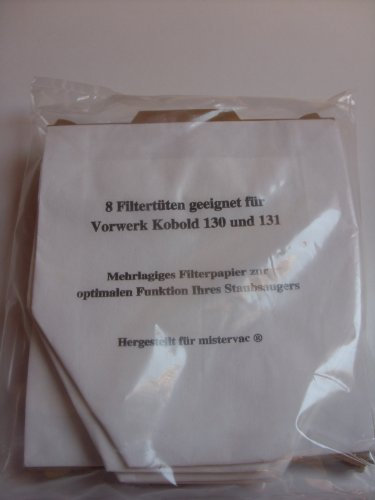 8 Filtertüten geeignet für
Vorwerk Kobold 130 und 131
Mehrlagiges Filterpapier zur
optimalen Funktion Ihres Staubsaugers
Hergestellt für mistervac ®